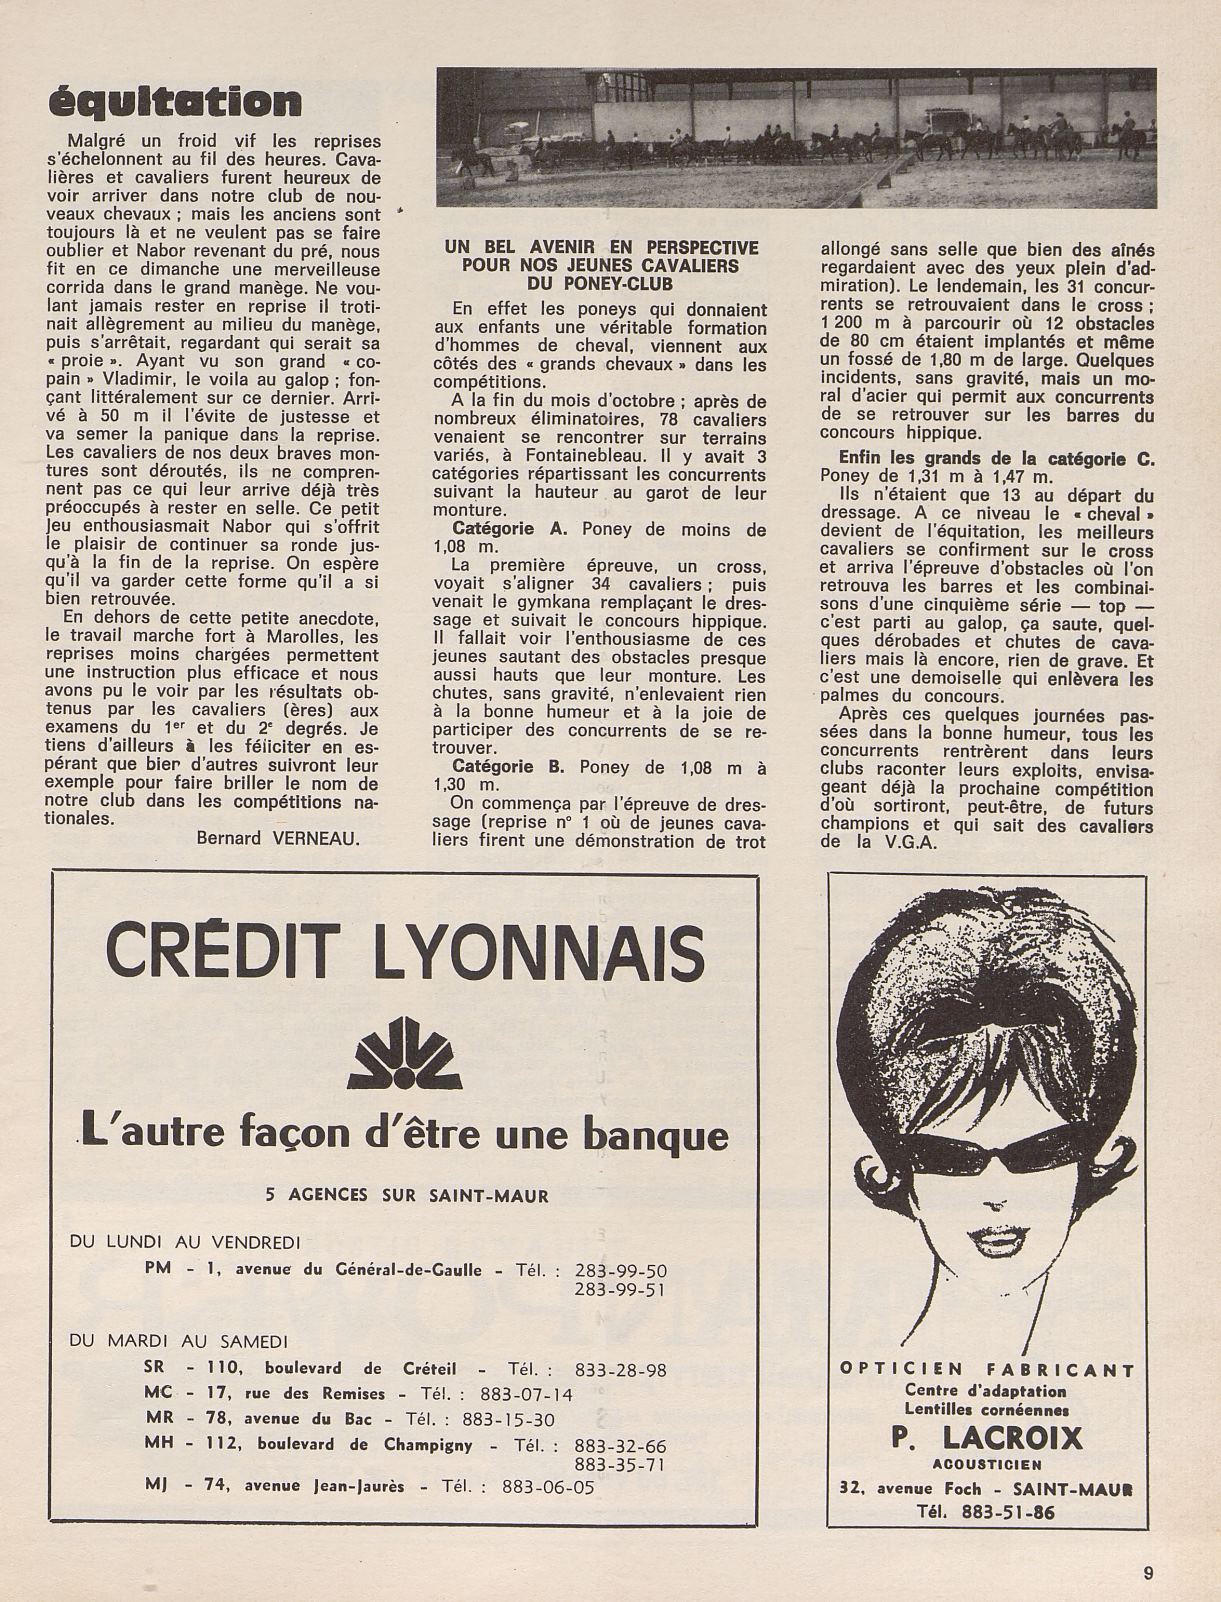 équitation
Malgré un froid vif les reprises
s'échelonnent au fil des heures. Cava-
lières et cavaliers furent heureux de
voir arriver dans notre club de nou-
veaux chevaux ; mais les anciens sont
toujours là et ne veulent pas se faire
oublier et Nabor revenant du pré, nous
fit en ce dimanche une merveilleuse
corrida dans le grand manège. Ne vou-
lant jamais rester en reprise il troti-
nait allègrement au milieu du manège,
puis s'arrêtait, regardant qui serait sa
« proie ». Ayant vu son grand « co-
pain » Vladimir, le voila au galop ; fon-
çant littéralement sur ce dernier. Arri-
vé à 50 m il l'évite de justesse et
va semer la panique dans la reprise.
Les cavaliers de nos deux braves mon-
tures sont déroutés, ils ne compren-
nent pas ce qui leur arrive déjà très
préoccupés à rester en selle. Ce petit
jeu enthousiasmait Nabor qui s'offrit
le plaisir de continuer sa ronde jus-
qu'à la fin de la reprise. On espère
qu'il va garder cette forme qu'il a si
bien retrouvée.
En dehors de cette petite anecdote,
le travail marche fort à Marolles, les
reprises moins chargées permettent
une instruction plus efficace et nous
avons pu le voir par les résultats ob-
tenus par les cavaliers (ères) aux
examens du 1er et du 2e degrés. Je
tiens d'ailleurs à les féliciter en es-
pérant que bien d'autres suivront leur
exemple pour faire briller le nom de
notre club dans les compétitions na-
tionales.
Bernard VERNEAU.
UN BEL AVENIR EN PERSPECTIVE
POUR NOS JEUNES CAVALIERS
DU PONEY-CLUB
En effet les poneys qui donnaient
aux enfants une véritable formation
d'hommes de cheval, viennent aux
côtés des « grands chevaux » dans les
compétitions.
A la fin du mois d'octobre ; après de
nombreux éliminatoires, 78 cavaliers
venaient se rencontrer sur terrains
variés, à Fontainebleau. Il y avait 3
catégories répartissant les concurrents
suivant la hauteur au garot de leur
monture.
Catégorie A. Poney de moins de
1,08 m.
La première épreuve, un cross,
voyait s'aligner 34 cavaliers ; puis
venait le gymkana remplaçant le dres-
sage et suivait le concours hippique.
Il fallait voir l'enthousiasme de ces
jeunes sautant des obstacles presque
aussi hauts que leur monture. Les
chutes, sans gravité, n'enlevaient rien
à la bonne humeur et à la joie de
participer des concurrents de se re-
trouver.
Catégorie B. Poney de 1,08 m à
1,30 m.
On commença par l'épreuve de dres-
sage (reprise n° 1 où de jeunes cava-
liers firent une démonstration de trot
allongé sans selle que bien des aînés
regardaient avec des yeux plein d'ad-
miration). Le lendemain, les 31 concur-
rents se retrouvaient dans le cross ;
1 200 m à parcourir où 12 obstacles
de 80 cm étaient implantés et même
un fossé de 1,80 m de large. Quelques
incidents, sans gravité, mais un mo-
ral d'acier qui permit aux concurrents
de se retrouver sur les barres du
concours hippique.
Enfin les grands de la catégorie C.
Poney de 1,31 m à 1,47 m.
Ils n'étaient que 13 au départ du
dressage. A ce niveau le « cheval »
devient de l'équitation, les meilleurs
cavaliers se confirment sur le cross
et arriva l'épreuve d'obstacles où l'on
retrouva les barres et les combinai-
sons d'une cinquième série — top —
c'est parti au galop, ça saute, quel-
ques dérobades et chutes de cava-
liers mais là encore, rien de grave. Et
c'est une demoiselle qui enlèvera les
palmes du concours.
Après ces quelques journées pas-
sées dans la bonne humeur, tous les
concurrents rentrèrent dans leurs
clubs raconter leurs exploits, envisa-
geant déjà la prochaine compétition
d'où sortiront, peut-être, de futurs
champions et qui sait des cavaliers
de la V.G.A.
CRÉDIT LYONNAIS
L'autre façon d'être une banque
5 AGENCES SUR SAINT-MAUR
DU LUNDI AU VENDREDI
PM - 1, avenue du Général-de-Gaulle - Tél. : 283-99-50
283-99-51
DU MARDI AU SAMEDI
SR - 110, boulevard de Créteil - Tél. : 833-28-98
MC - 17, rue des Remises - Tél. : 883-07-14
MR - 78, avenue du Bac - Tél. : 883-15-30
MH - 112, boulevard de Champigny - Tél. : 883-32-66
883-35-71
MJ - 74, avenue Jean-Jaurès - Tél. : 883-06-05
OPTICIEN FABRICANT
Centre d'adaptation
Lentilles cornéennes
P. LACROIX
ACOUSTICIEN
32, avenue Foch - SAINT-MAUR
Tél. 883-51-86
9